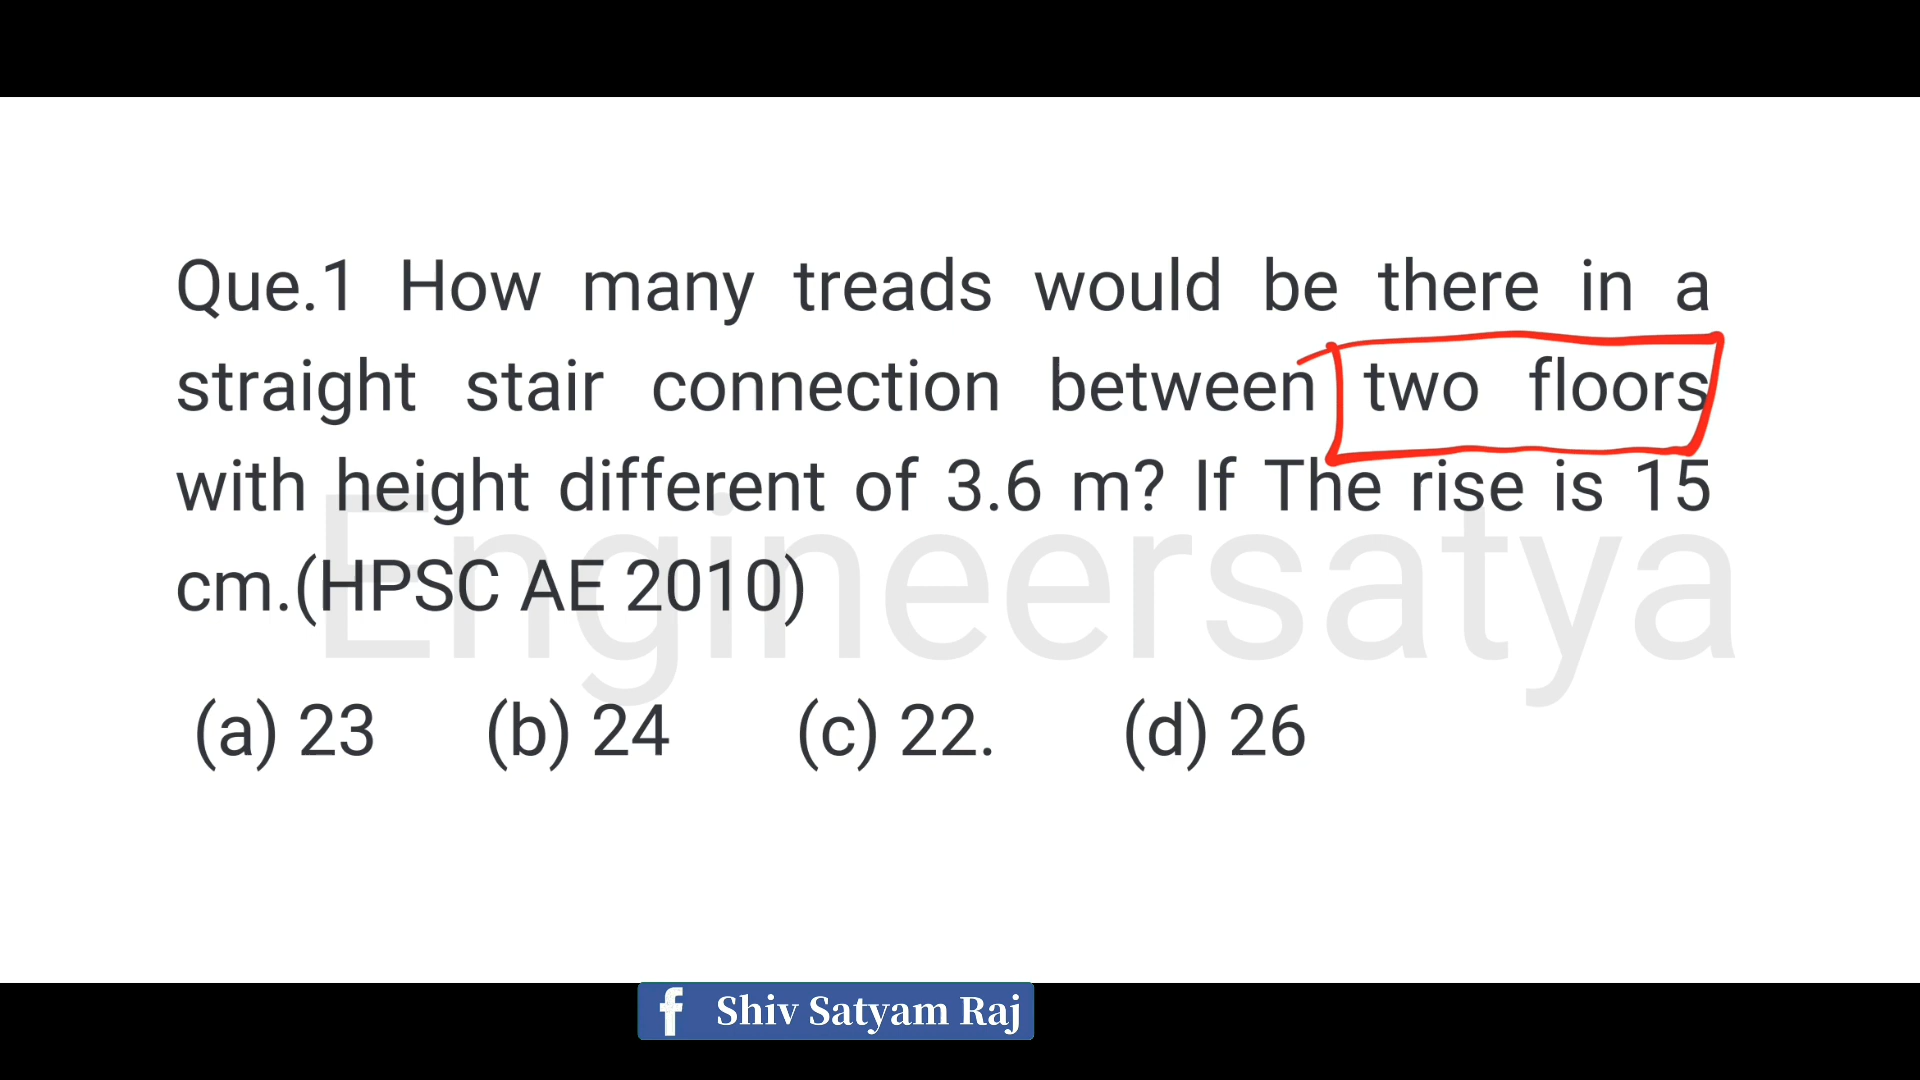 Que.1 How many treads would be there in a
straight stair connection between two floors
with height different of 3.6 m? If The rise is 15
cm.(HPSC AE 2010)
Engineersatya
(a) 23 (b) 24 (c) 22. (d) 26
f Shiv Satyam Raj